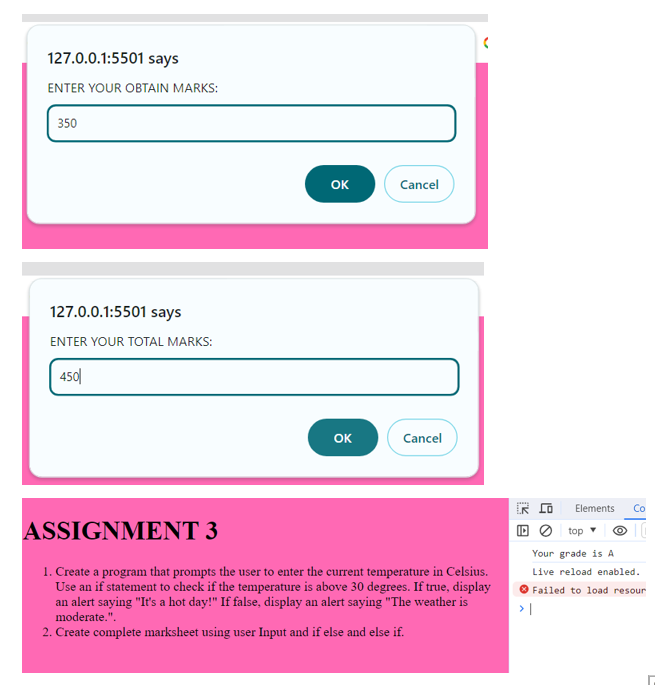 127.0.0.1:5501 says
ENTER YOUR OBTAIN MARKS:
350
OK Cancel
127.0.0.1:5501 says
ENTER YOUR TOTAL MARKS:
450
OK Cancel
ASSIGNMENT 3
1. Create a program that prompts the user to enter the current temperature in Celsius.
Use an if statement to check if the temperature is above 30 degrees. If true, display
an alert saying "It's a hot day!" If false, display an alert saying "The weather is
moderate.".
2. Create complete marksheet using user Input and if else and else if.
Elements Co
top
Your grade is A
Live reload enabled.
Failed to load resour